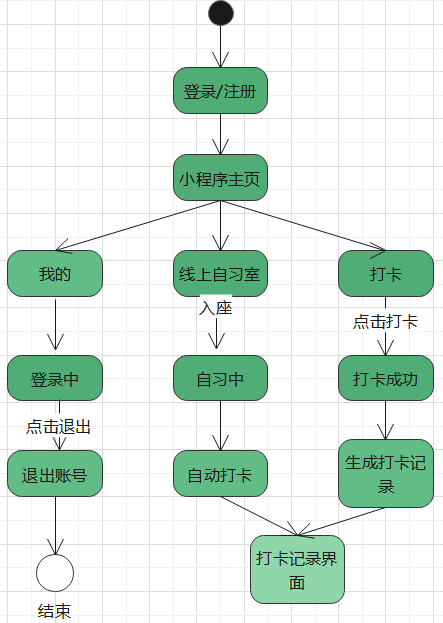 登录/注册
小程序主页
我的
线上自习室
打卡
入座
点击打卡
登录中
自习中
打卡成功
点击退出
退出账号
自动打卡
生成打卡记
录
打卡记录界
面
结束